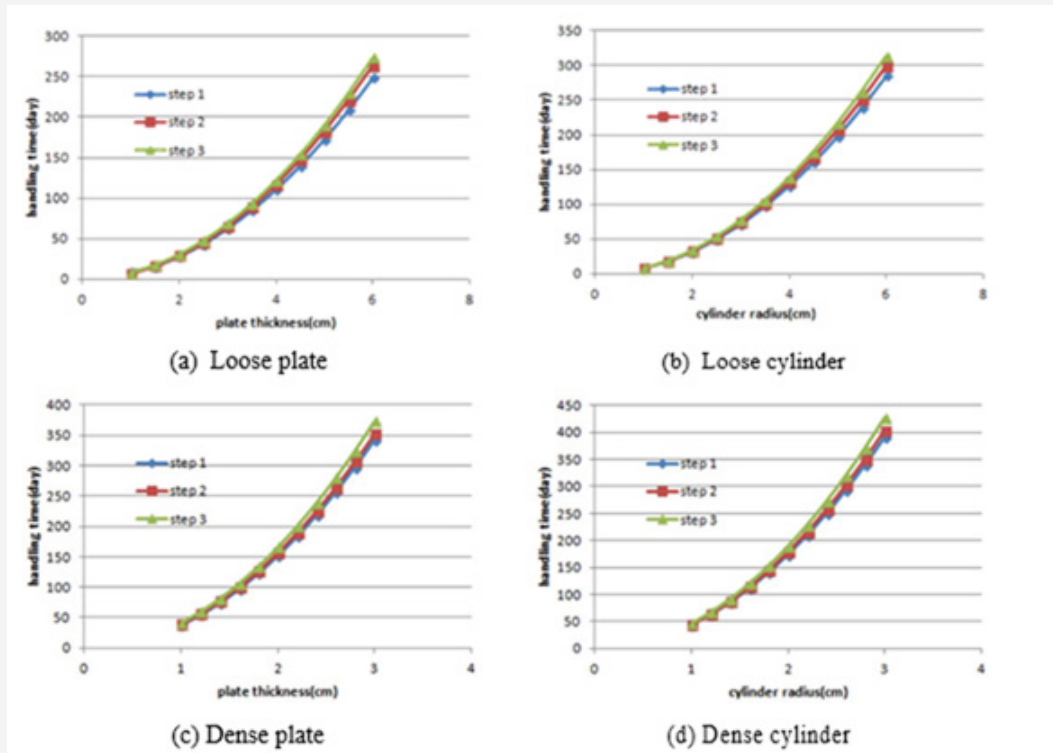 300
250
200
150
100
50
0
handling time(day)
step 1
step 2
step 3
0 2 4 6 8
plate thickness(cm)
(a) Loose plate
350
300
250
200
150
100
50
0
handling time(day)
step 1
step 2
step 3
0 2 4 6 8
cylinder radius(cm)
(b) Loose cylinder
400
350
300
250
200
150
100
50
0
handling time(day)
step 1
step 2
step 3
0 1 2 3 4
plate thickness(cm)
(c) Dense plate
450
400
350
300
250
200
150
100
50
0
handling time(day)
step 1
step 2
step 3
0 1 2 3 4
cylinder radius(cm)
(d) Dense cylinder